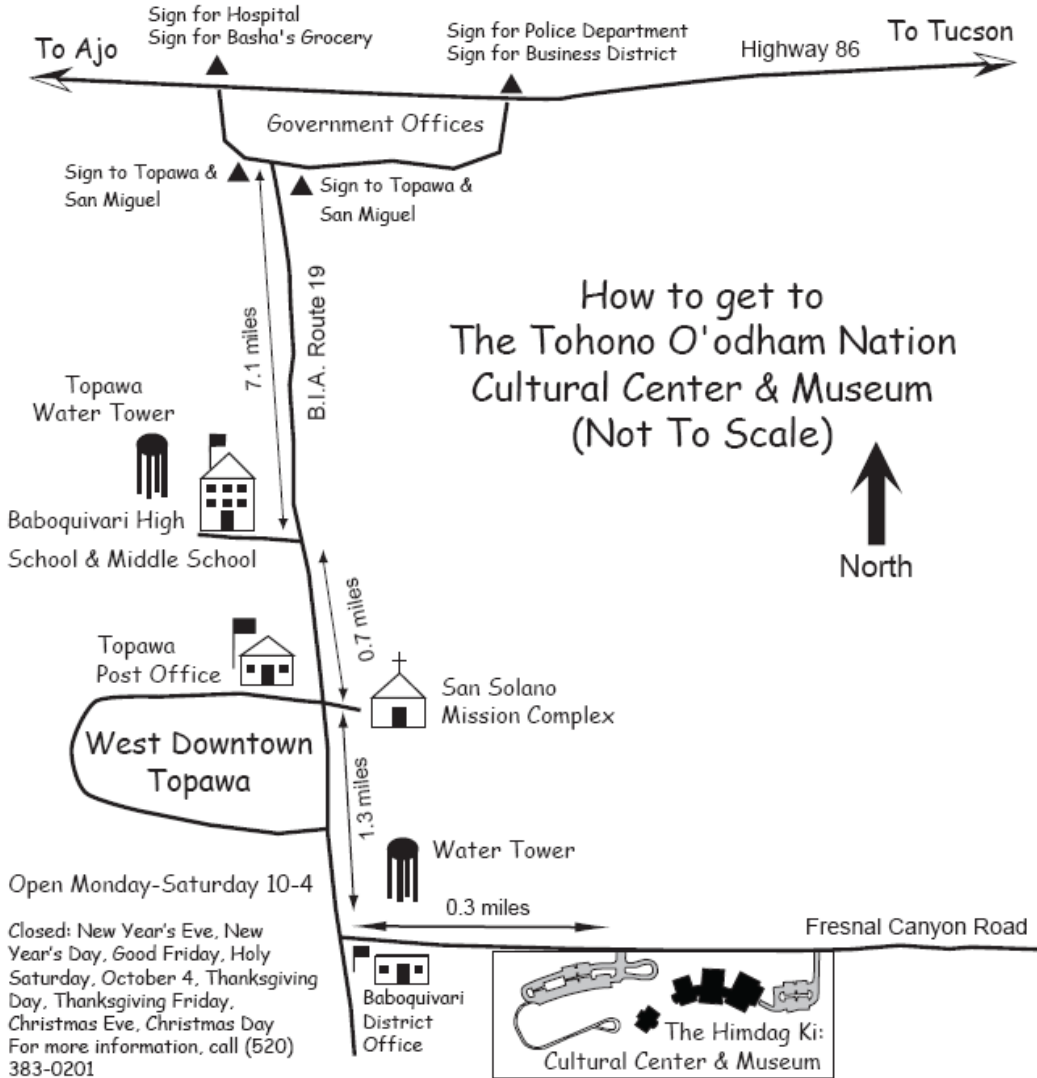 Sign for Hospital
Sign for Basha's Grocery
Sign for Police Department
Sign for Business District
To Ajo
Highway 86
To Tucson
Government Offices
Sign to Topawa &
San Miguel
Sign to Topawa &
San Miguel
7.1 miles
B.I.A. Route 19
How to get to
The Tohono O'odham Nation
Cultural Center & Museum
(Not To Scale)
North
Topawa
Water Tower
Baboquivari High
School & Middle School
0.7 miles
Topawa
Post Office
San Solano
Mission Complex
West Downtown
Topawa
1.3 miles
Water Tower
0.3 miles
Fresnal Canyon Road
Open Monday-Saturday 10-4
Closed: New Year's Eve, New
Year's Day, Good Friday, Holy
Saturday, October 4, Thanksgiving
Day, Thanksgiving Friday,
Christmas Eve, Christmas Day
For more information, call (520)
383-0201
Baboquivari
District
Office
The Himdag Ki:
Cultural Center & Museum